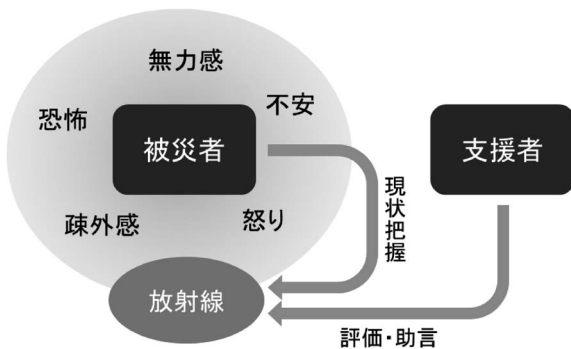 無力感
恐怖
不安
被災者
支援者
疎外感
怒り
現状把握
放射線
評価・助言